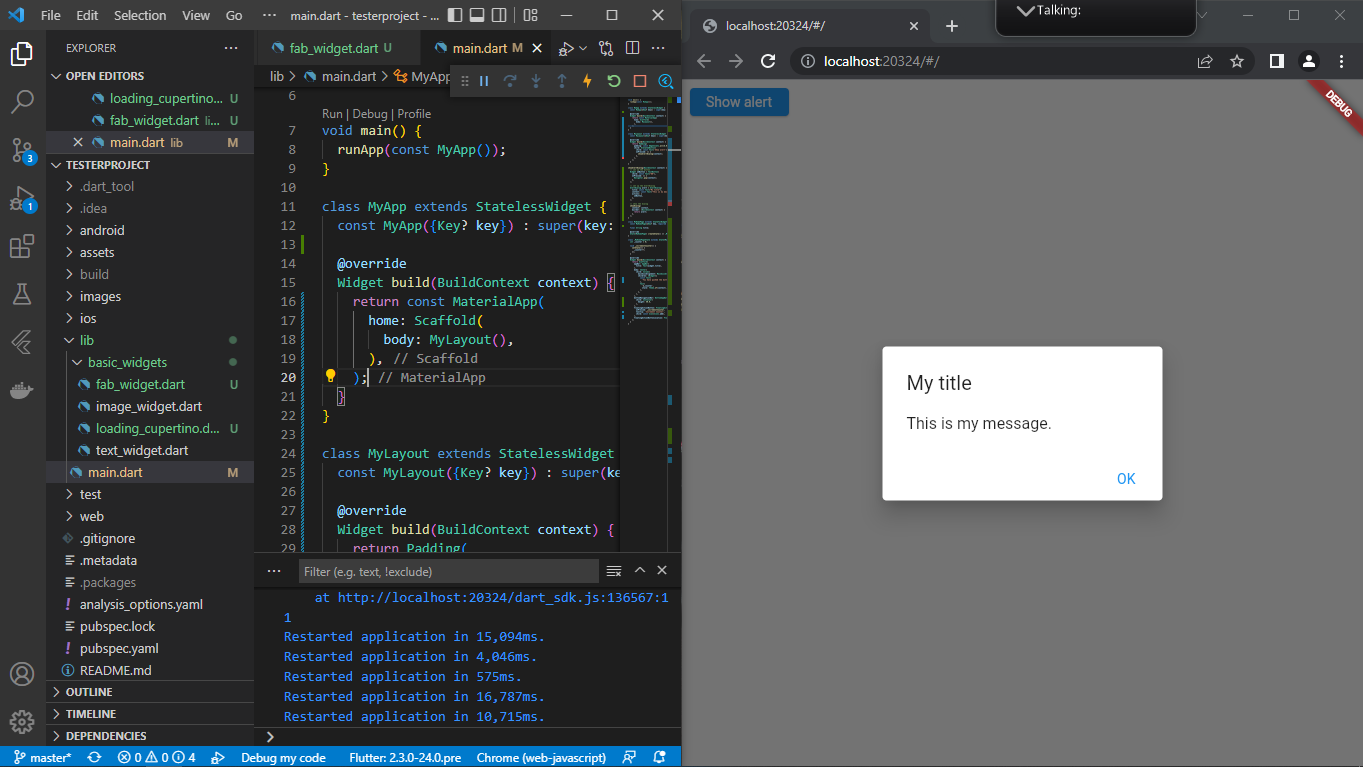 File Edit Selection View Go ··· main.dart - testerproject - ...
EXPLORER
OPEN EDITORS
loading_cupertino... U
fab_widget.dart li... U
main.dart lib M
TESTERPROJECT
.dart_tool
.idea
android
assets
build
images
ios
lib
basic_widgets
fab_widget.dart U
image_widget.dart
loading_cupertino.d... U
text_widget.dart
main.dart M
test
web
.gitignore
.metadata
.packages
! analysis_options.yaml
pubspec.lock
! pubspec.yaml
README.md
OUTLINE
TIMELINE
DEPENDENCIES
3
1
fab_widget.dart U
main.dart M
lib > main.dart > MyApp
6
Run | Debug | Profile
7 void main() {
8 runApp(const MyApp());
9 }
10
11 class MyApp extends StatelessWidget {
12 const MyApp({Key? key}) : super(key:
13
14 @override
15 Widget build(BuildContext context) {
16 return const MaterialApp(
17 home: Scaffold(
18 body: MyLayout(),
19 ), // Scaffold
20 ); // MaterialApp
21 }
22 }
23
24 class MyLayout extends StatelessWidget
25 const MyLayout({Key? key}) : super(ke
26
27 @override
28 Widget build(BuildContext context) {
29 return Padding(
Filter (e.g. text, !exclude)
at http://localhost:20324/dart_sdk.js:136567:1
1
Restarted application in 15,094ms.
Restarted application in 4,046ms.
Restarted application in 575ms.
Restarted application in 16,787ms.
Restarted application in 10,715ms.
master* 0 0 4 Debug my code Flutter: 2.3.0-24.0.pre Chrome (web-javascript)
localhost:20324/#/
Talking:
localhost:20324/#/
Show alert
DEBUG
My title
This is my message.
OK